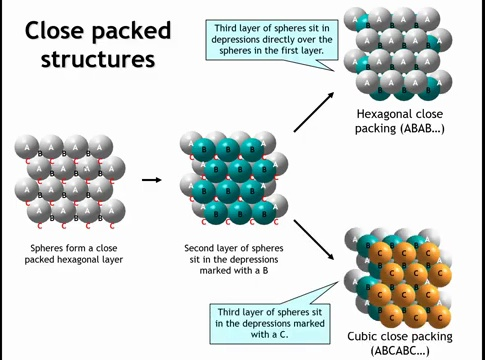 Close packed
structures
Third layer of spheres sit in
depressions directly over the
spheres in the first layer.
Hexagonal close
packing (ABAB...)
Spheres form a close
packed hexagonal layer
Second layer of spheres
sit in the depressions
marked with a B
Third layer of spheres sit
in the depressions marked
with a C.
Cubic close packing
(ABCABC...)